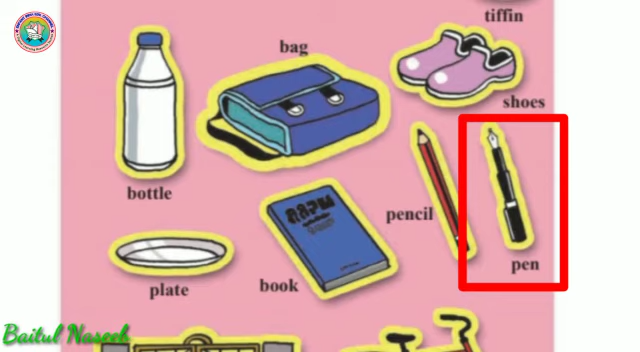 tiffin
bag
shoes
bottle
pencil
pen
book
plate
Baitul Naseeb